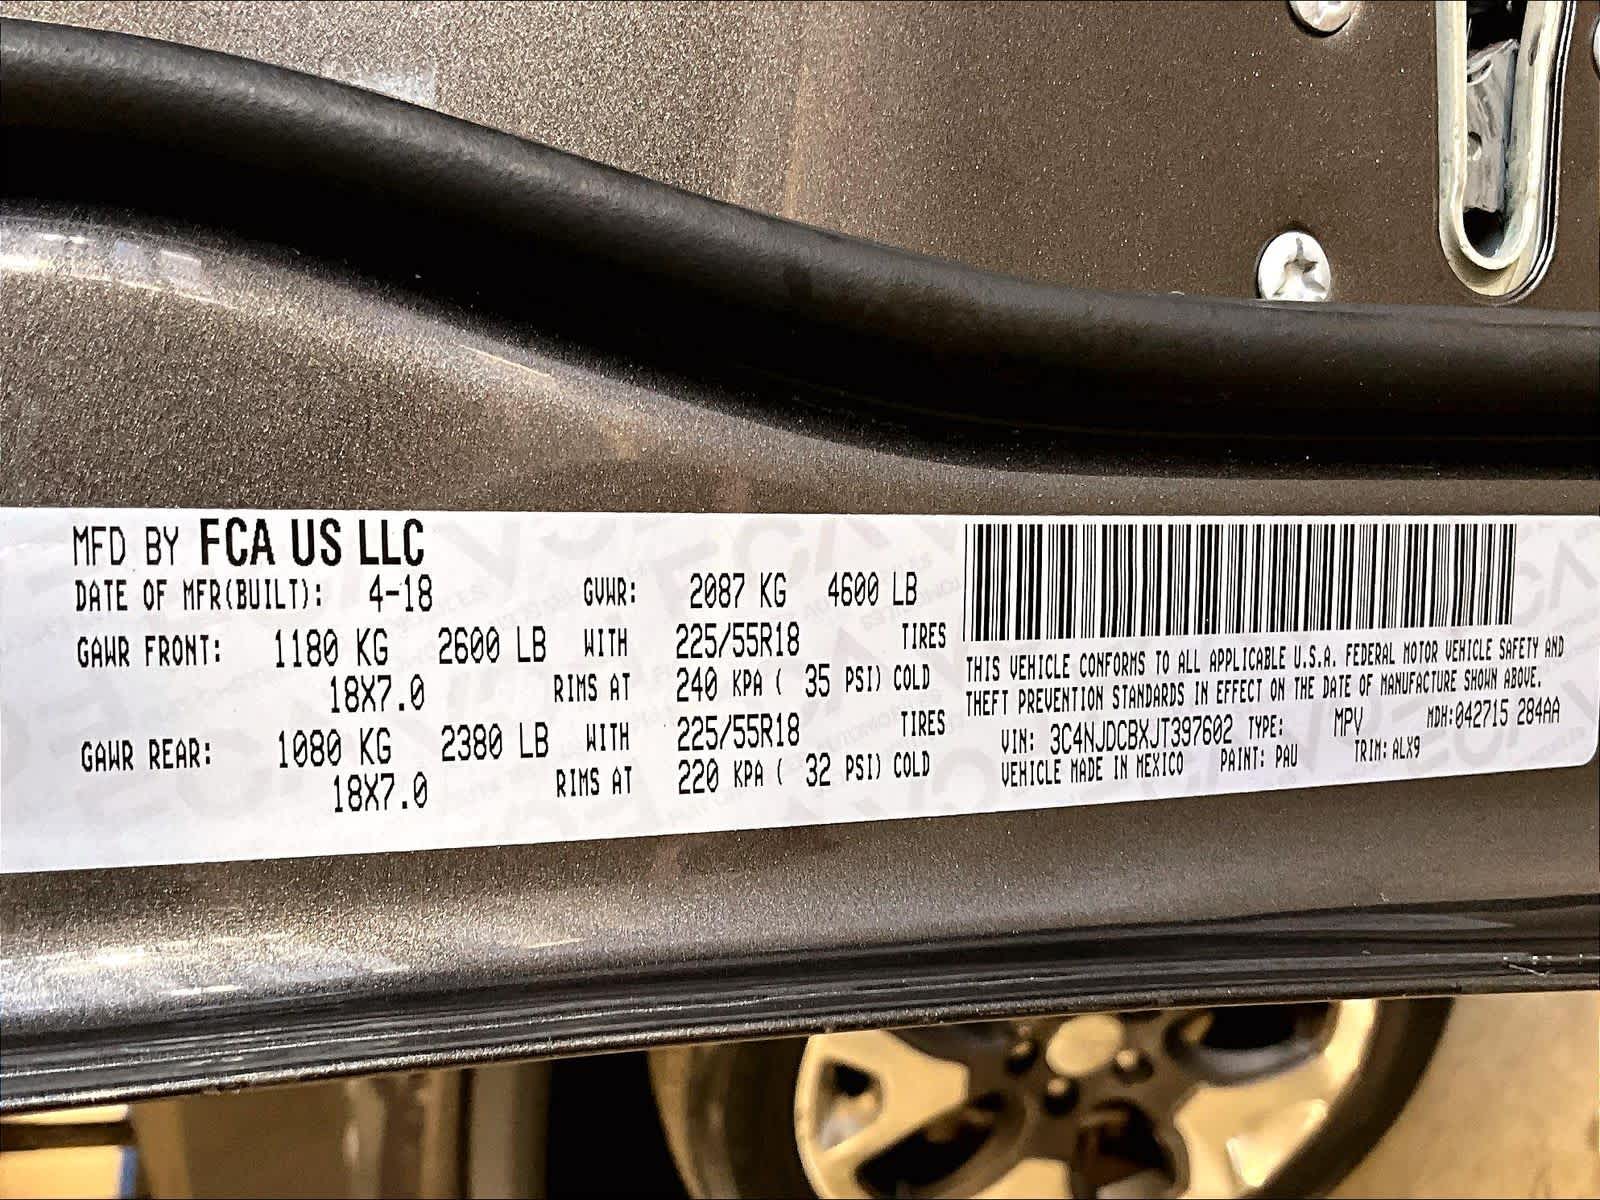 MFD BY FCA US LLC
DATE OF MFR(BUILT): 4-18 GVWR: 2087 KG 4600 LB
GAWR FRONT: 1180 KG 2600 LB WITH 225/55R18 TIRES
18X7.0 RIMS AT 240 KPA ( 35 PSI) COLD
GAWR REAR: 1080 KG 2380 LB WITH 225/55R18 TIRES
18X7.0 RIMS AT 220 KPA ( 32 PSI) COLD
THIS VEHICLE CONFORMS TO ALL APPLICABLE U.S.A. FEDERAL MOTOR VEHICLE SAFETY AND
THEFT PREVENTION STANDARDS IN EFFECT ON THE DATE OF MANUFACTURE SHOWN ABOVE.
VIN: 3C4NJDCBXJT397602 TYPE: MPV MDH:042715 284AA
VEHICLE MADE IN MEXICO PAINT: PAU TRIM: ALX9